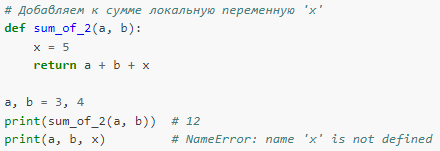 # Добавляем к сумме локальную переменную 'x'
def sum_of_2(a, b):
    x = 5
    return a + b + x
a, b = 3, 4
print(sum_of_2(a, b))  # 12
print(a, b, x)         # NameError: name 'x' is not defined